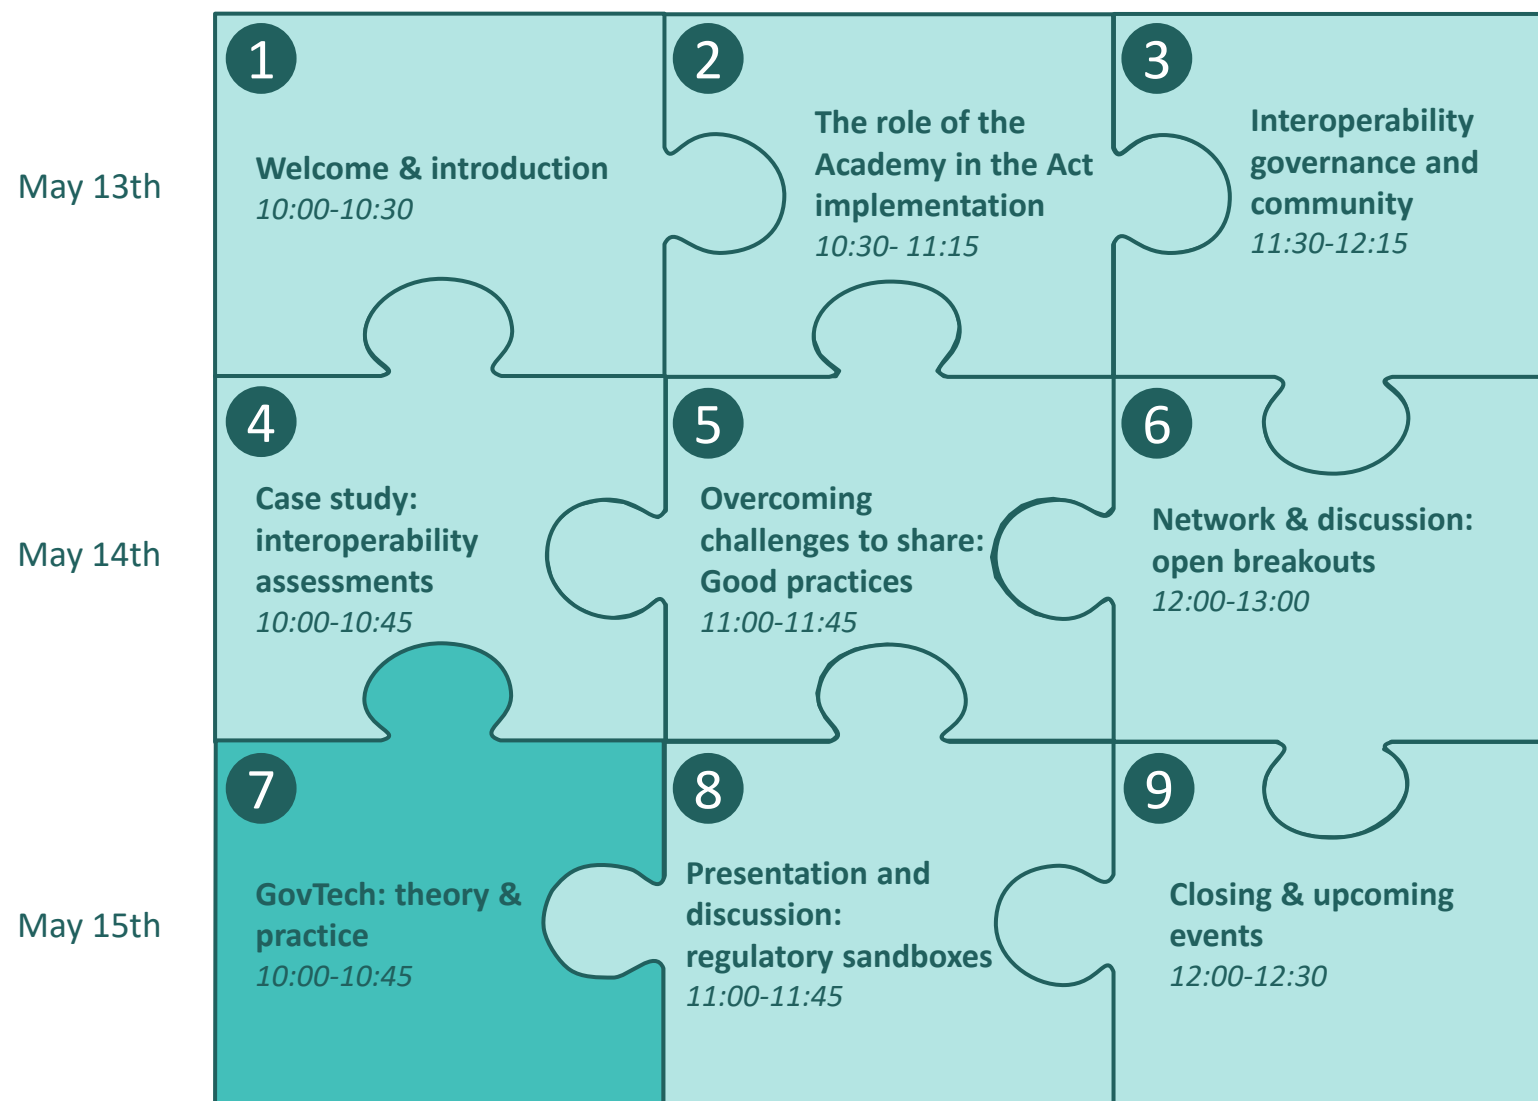 May 13th
1
Welcome & introduction
10:00-10:30
2
The role of the
Academy in the Act
implementation
10:30- 11:15
3
Interoperability
governance and
community
11:30-12:15
May 14th
4
Case study:
interoperability
assessments
10:00-10:45
5
Overcoming
challenges to share:
Good practices
11:00-11:45
6
Network & discussion:
open breakouts
12:00-13:00
May 15th
7
GovTech: theory &
practice
10:00-10:45
8
Presentation and
discussion:
regulatory sandboxes
11:00-11:45
9
Closing & upcoming
events
12:00-12:30